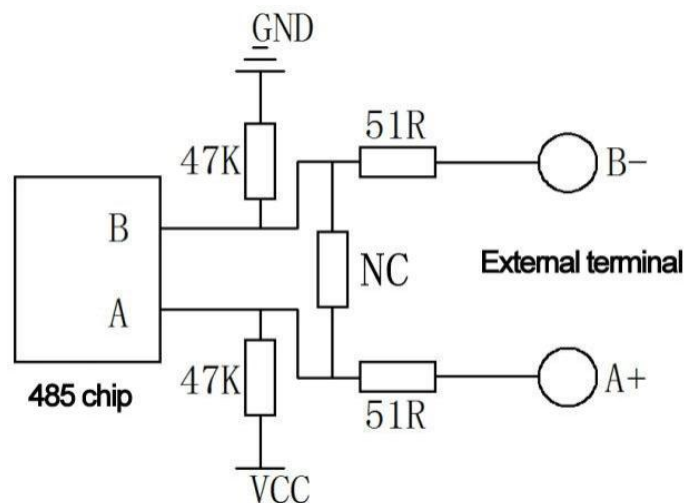 GND
51R
47K
B-
B
NC
External terminal
A
47K
A+
485 chip
51R
VCC